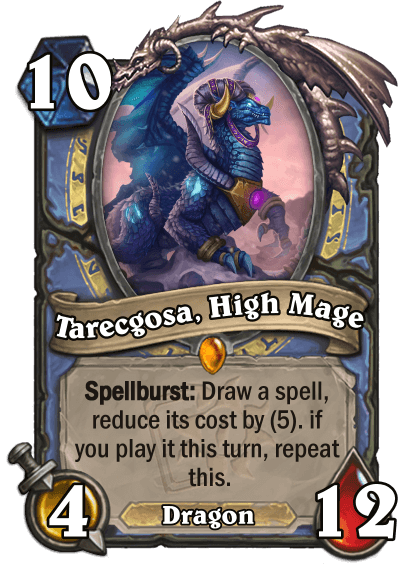 10
Tarecgosa, High Mage
Spellburst: Draw a spell,
reduce its cost by (5). if
you play it this turn, repeat
this.
4
Dragon
12